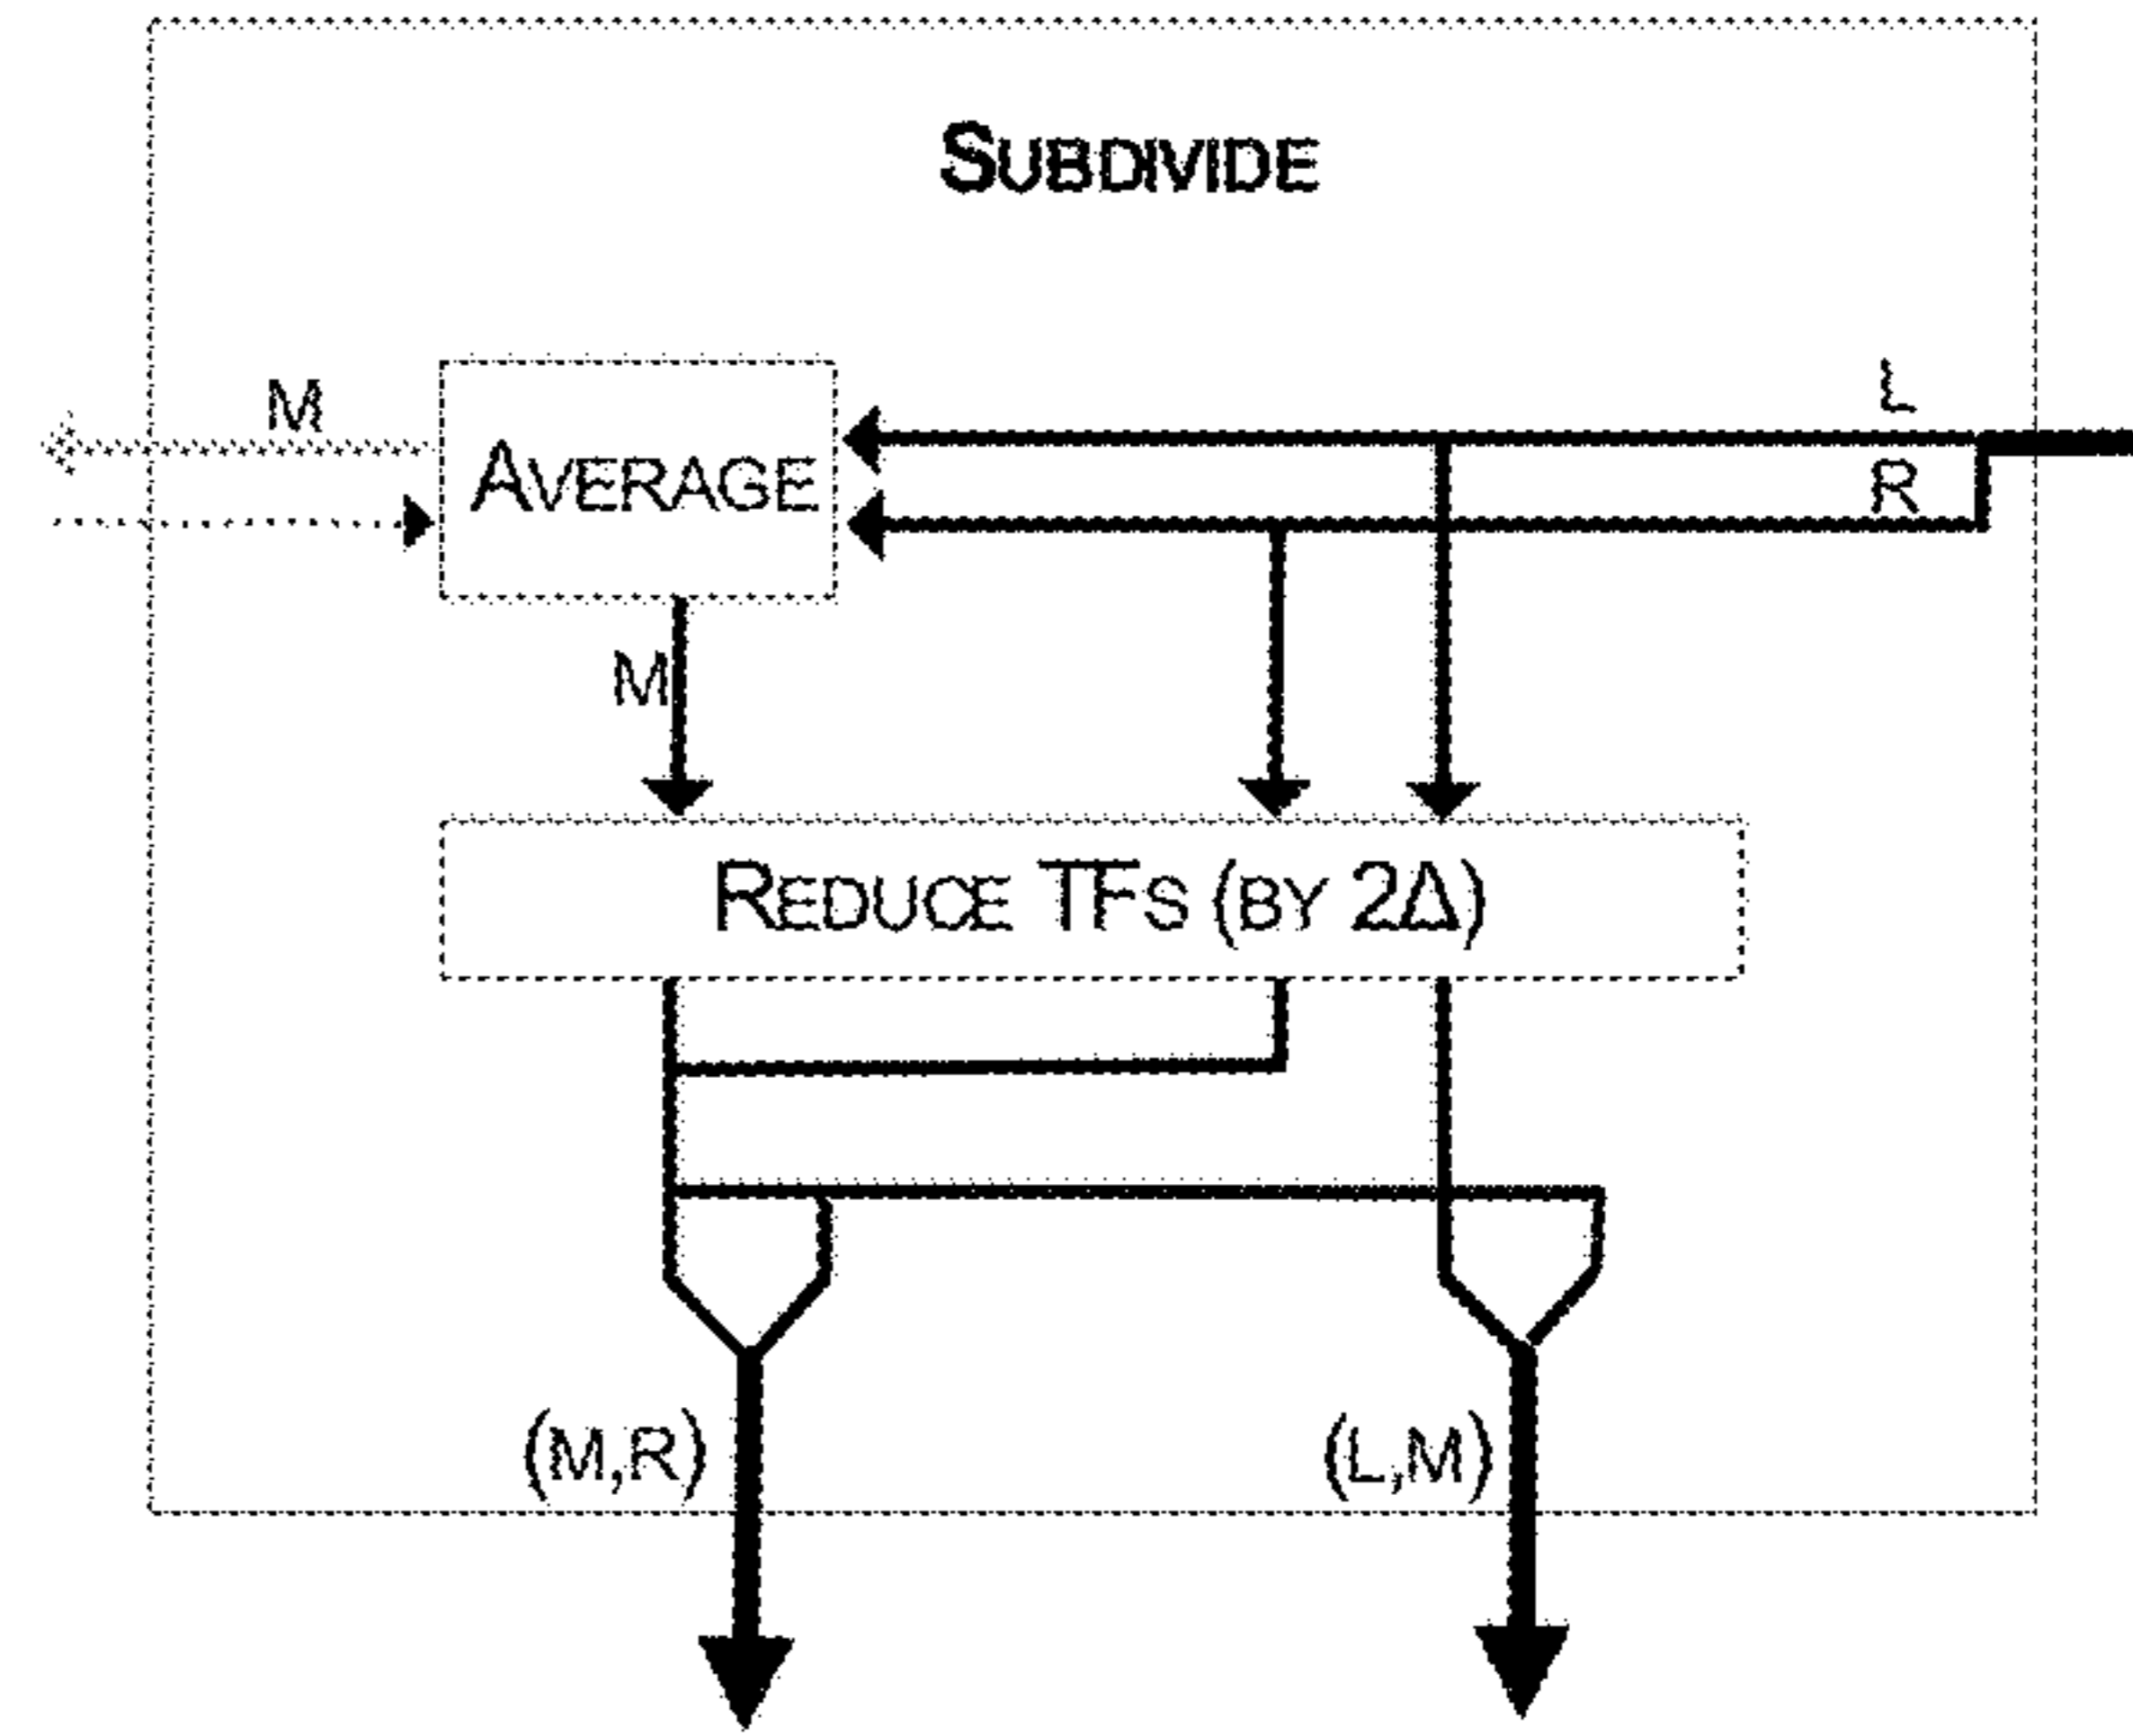 SUBDIVIDE
M
L
AVERAGE
R
M
REDUCE TFS (BY 2Δ)
(M,R)
(L,M)